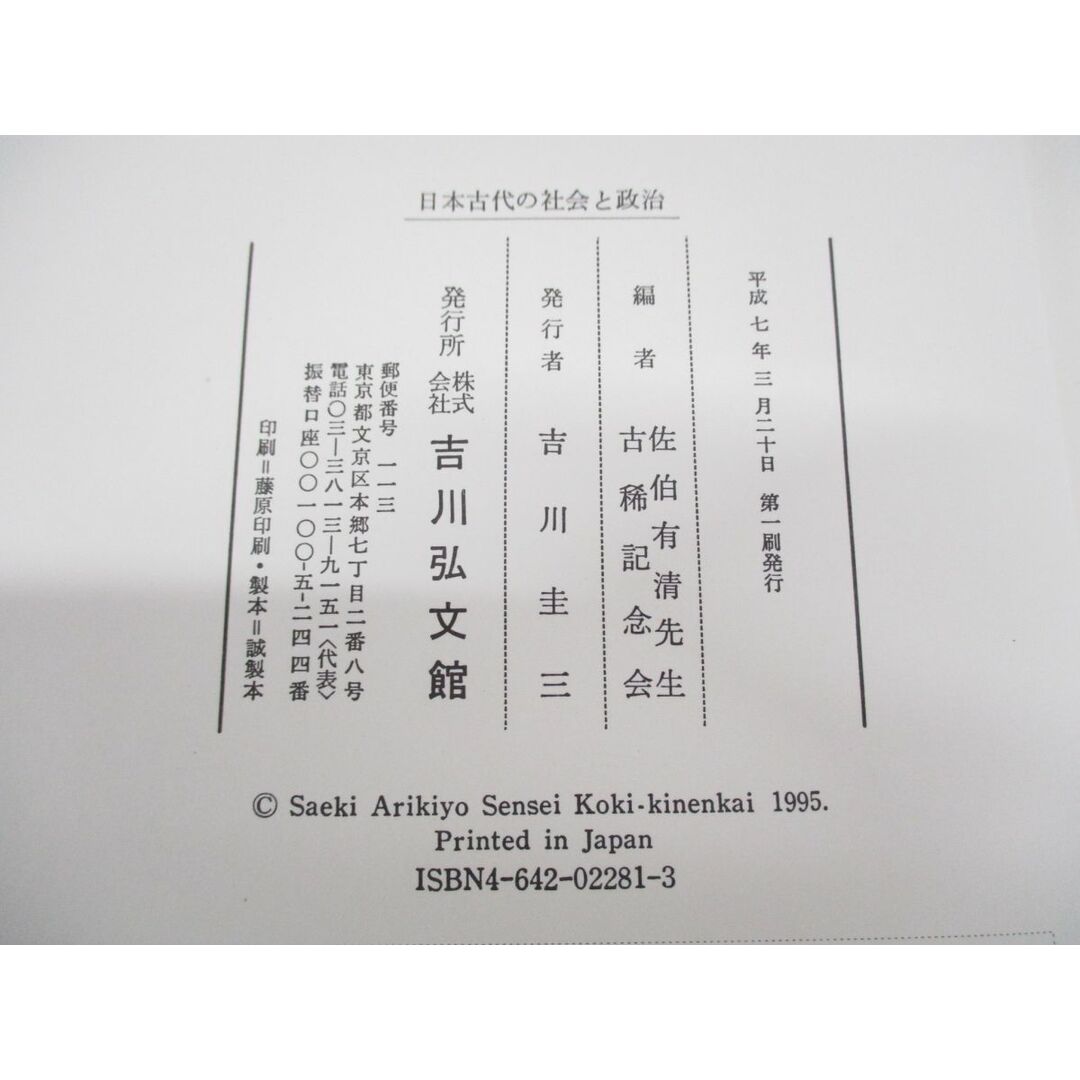 日本古代の社会と政治
平成七年三月二十日 第一刷発行
編者 佐伯有清先生
古稀記念会
発行者 吉川圭三
発行所 株式
会社 吉川弘文館
郵便番号 一一三
東京都文京区本郷七丁目二番八号
電話〇三―三八一三―九一五一〈代表〉
振替口座〇〇一〇〇―五―二四四番
印刷=藤原印刷・製本=誠製本
© Saeki Arikiyo Sensei Koki-kinenkai 1995.
Printed in Japan
ISBN4-642-02281-3